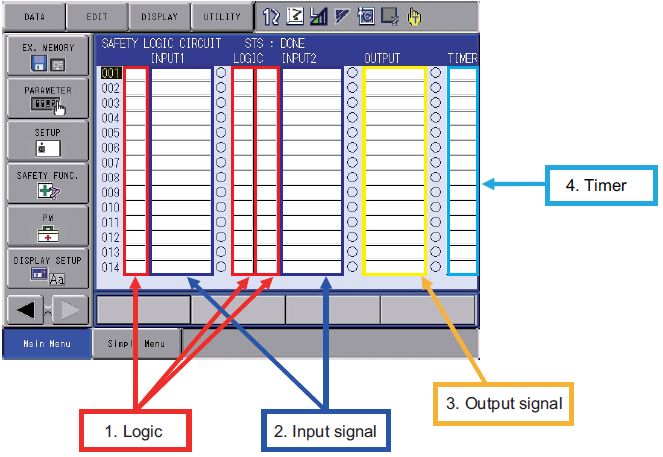 DATA EDIT DISPLAY UTILITY
EX. MEMORY
PARAMETER
SETUP
SAFETY FUNC.
PM
DISPLAY SETUP
Aa
SAFETY LOGIC CIRCUIT STS : DONE
INPUT1 LOGIC INPUT2 OUTPUT TIMER
001
002
003
004
005
006
007
008
009
010
011
012
013
014
Main Menu Simpl Menu
4. Timer
3. Output signal
1. Logic
2. Input signal